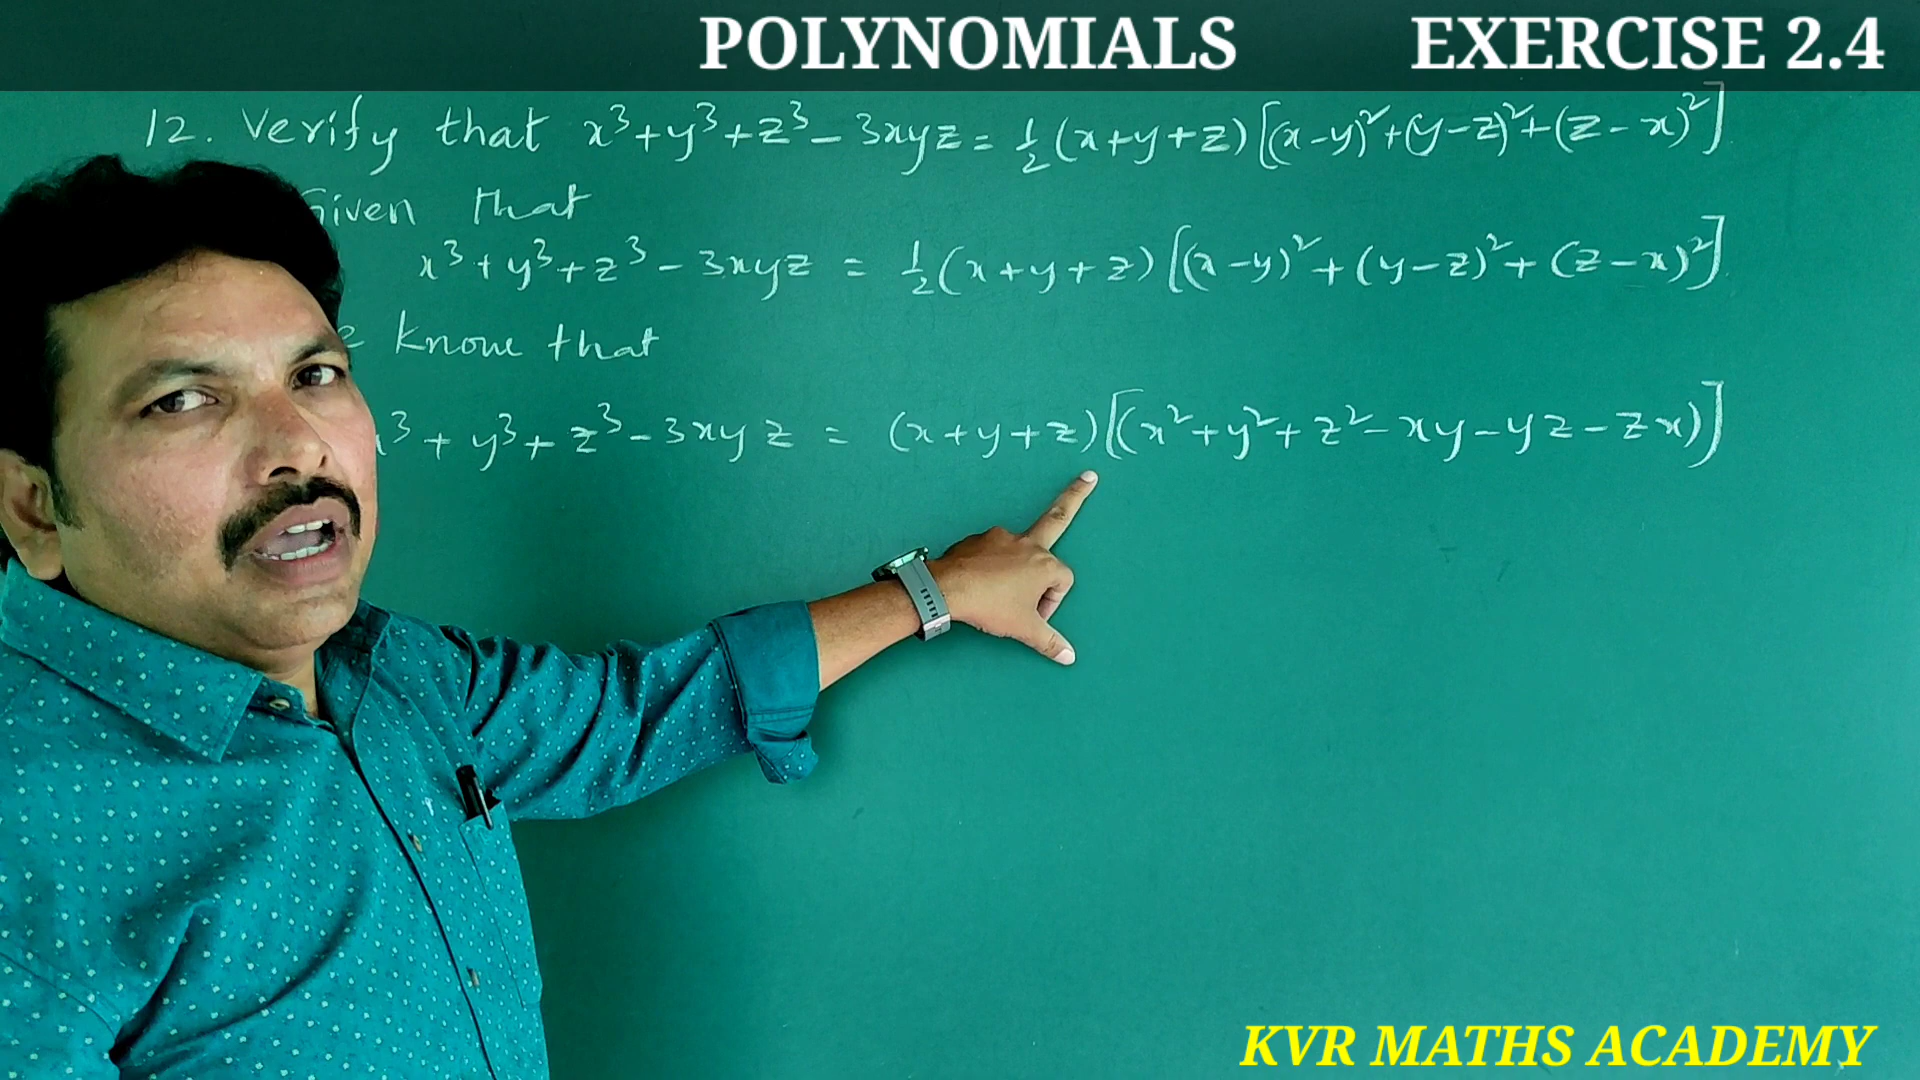 POLYNOMIALS EXERCISE 2.4
12. Verify that x³+y³+z³-3xyz = ½(x+y+z)[(x-y)²+(y-z)²+(z-x)²]
Given that
x³+y³+z³-3xyz = ½(x+y+z)[(x-y)²+(y-z)²+(z-x)²]
know that
x³+y³+z³-3xyz = (x+y+z)[(x²+y²+z²-xy-yz-zx)]
KVR MATHS ACADEMY